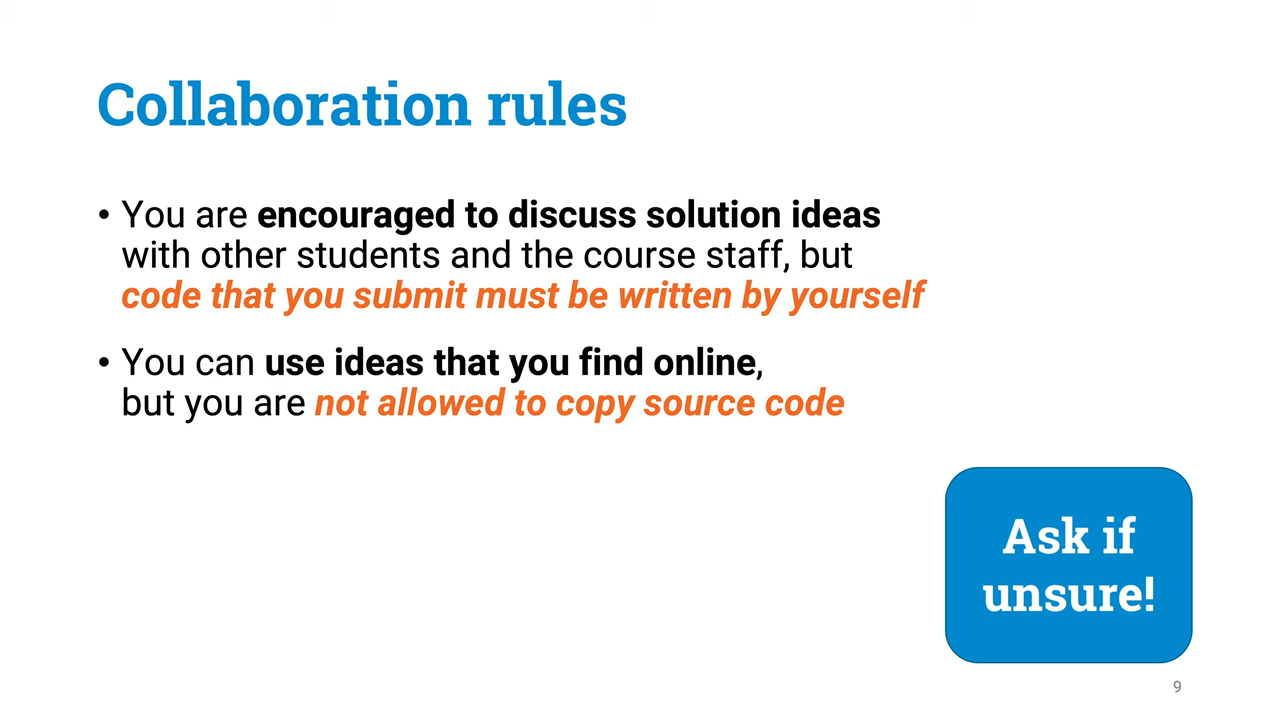 Collaboration rules
• You are encouraged to discuss solution ideas
with other students and the course staff, but
code that you submit must be written by yourself
• You can use ideas that you find online,
but you are not allowed to copy source code
Ask if
unsure!
9